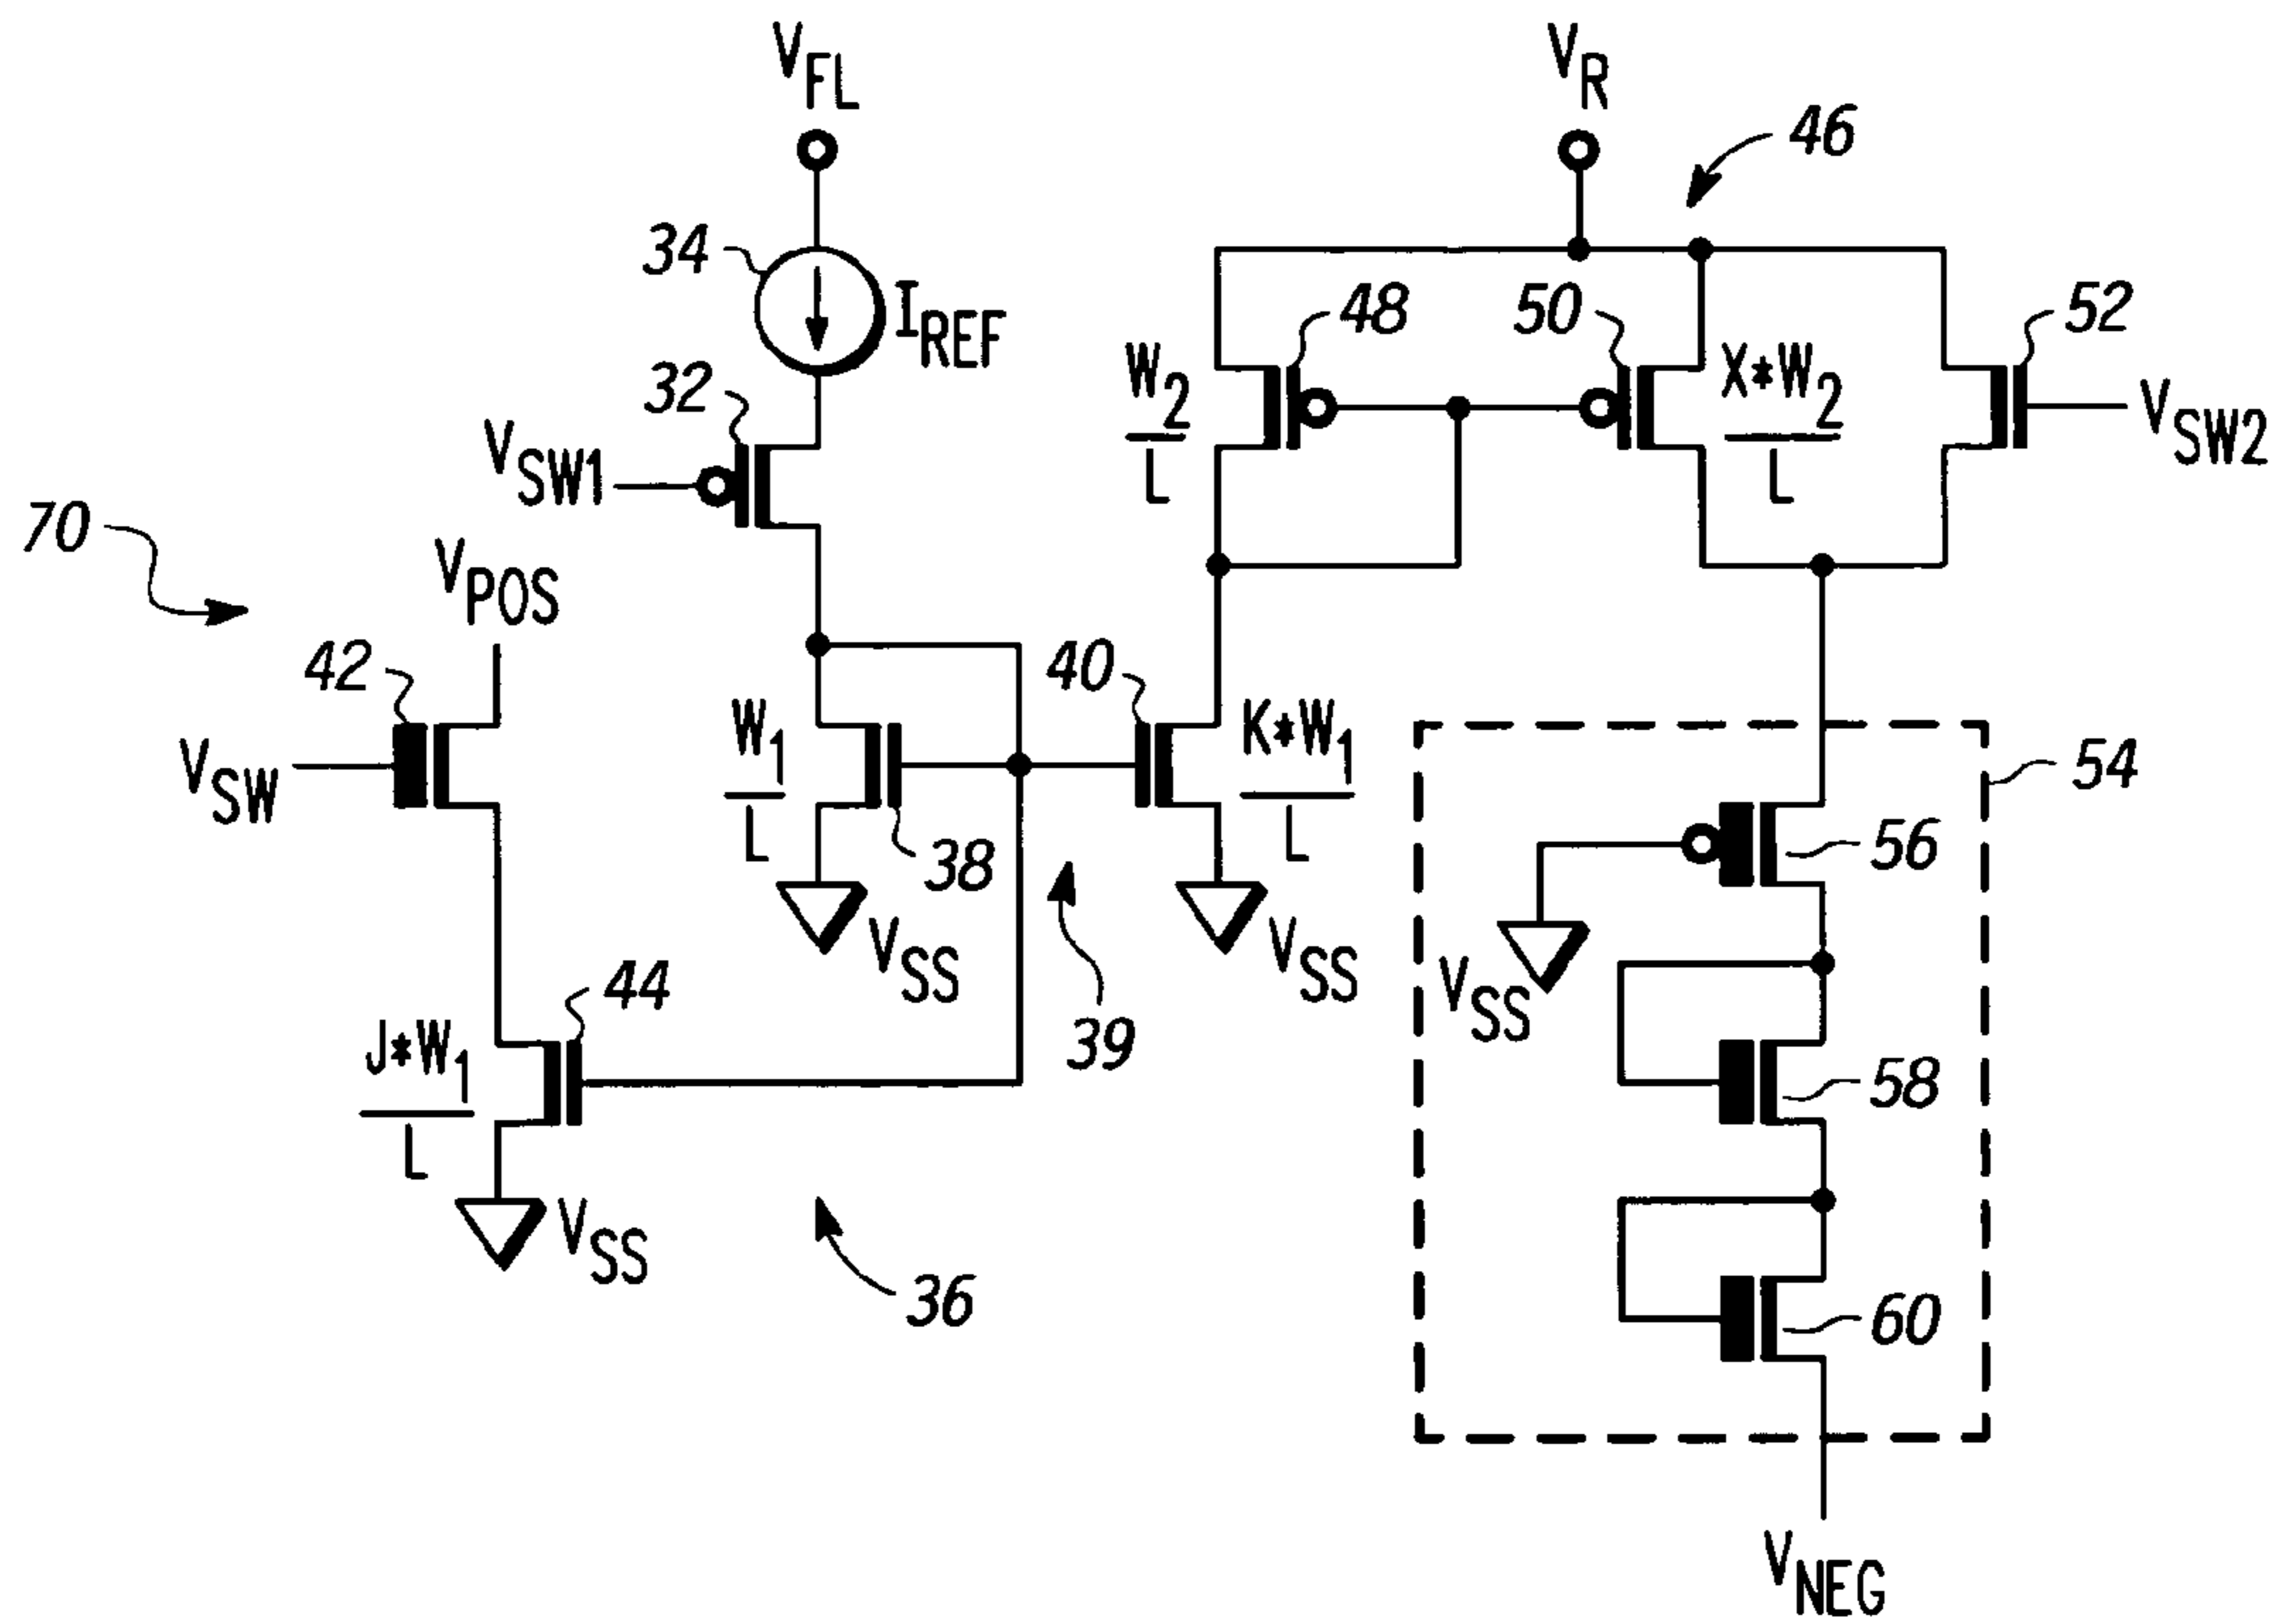 V_FL
V_R
46
34
I_REF
48
50
52
W_2
L
X*W_2
L
32
V_SW1
V_SW2
70
V_POS
42
40
W_1
L
K*W_1
L
V_SW
54
38
56
V_SS
V_SS
V_SS
44
39
J*W_1
L
58
V_SS
36
60
V_NEG